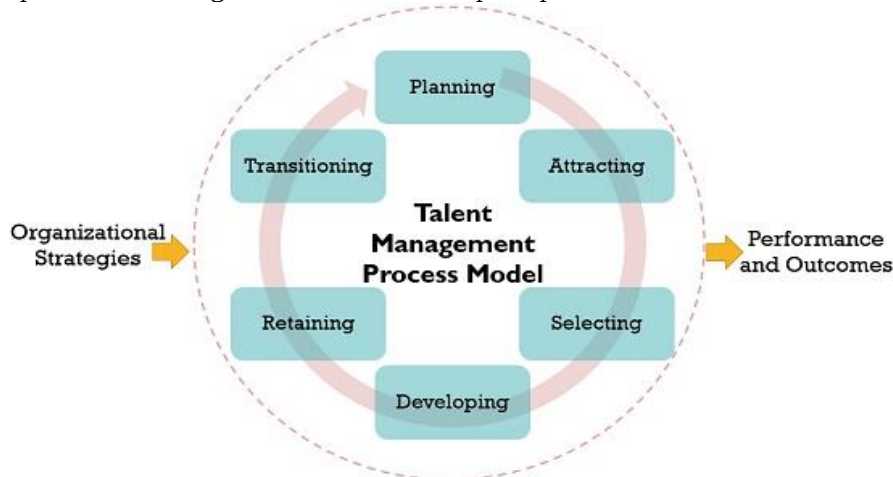 Planning
Transitioning
Attracting
Talent
Management
Process Model
Organizational
Strategies
Performance
and Outcomes
Retaining
Selecting
Developing